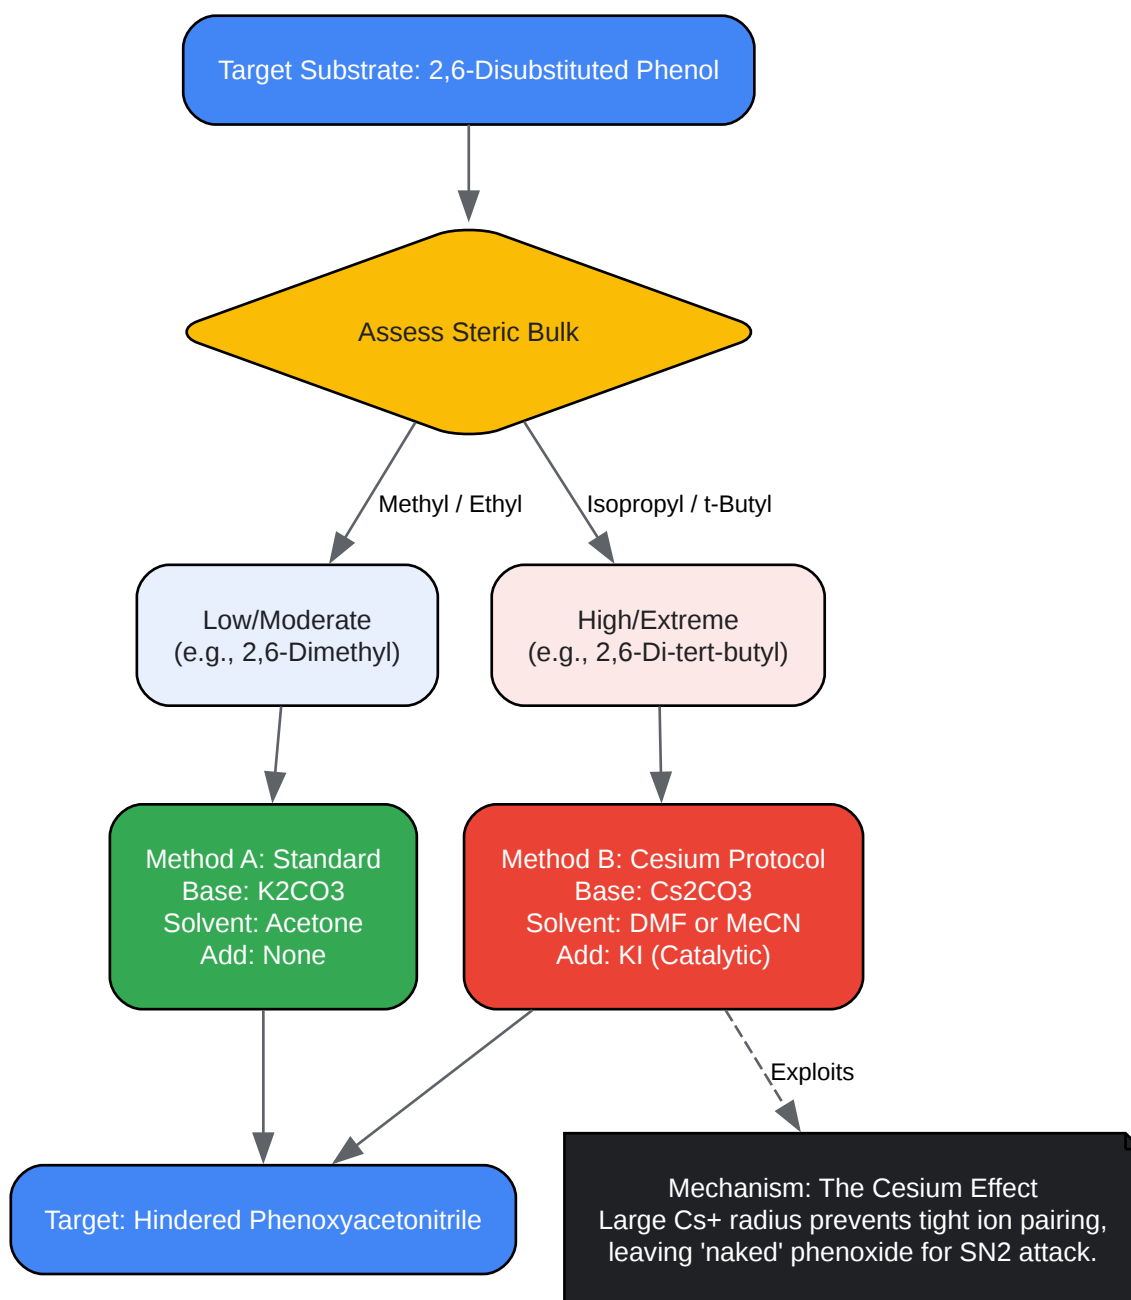 Target Substrate: 2,6-Disubstituted Phenol
Assess Steric Bulk
Methyl / Ethyl
Isopropyl / t-Butyl
Low/Moderate
(e.g., 2,6-Dimethyl)
High/Extreme
(e.g., 2,6-Di-tert-butyl)
Method A: Standard
Base: K2CO3
Solvent: Acetone
Add: None
Method B: Cesium Protocol
Base: Cs2CO3
Solvent: DMF or MeCN
Add: KI (Catalytic)
Exploits
Target: Hindered Phenoxyacetonitrile
Mechanism: The Cesium Effect
Large Cs+ radius prevents tight ion pairing,
leaving 'naked' phenoxide for SN2 attack.